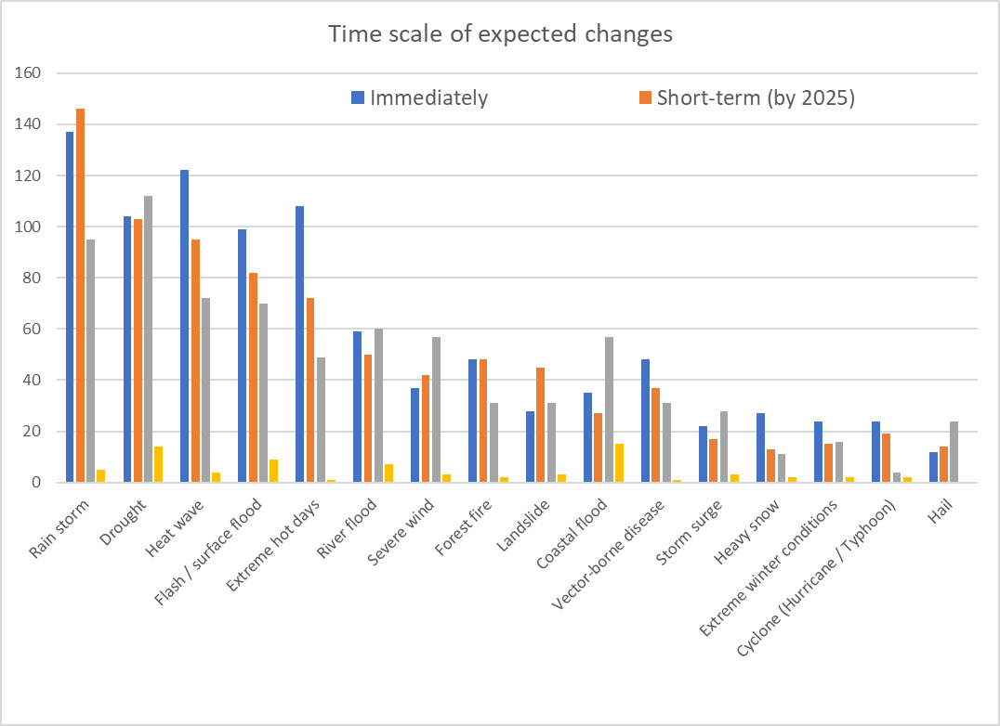 Time scale of expected changes
160
Immediately
Short-term (by 2025)
140
120
100
80
60
40
20
0
Rain storm
Drought
Heat wave
Flash / surface flood
Extreme hot days
River flood
Severe wind
Forest fire
Landslide
Coastal flood
Vector-borne disease
Storm surge
Heavy snow
Extreme winter conditions
Cyclone (Hurricane / Typhoon)
Hail